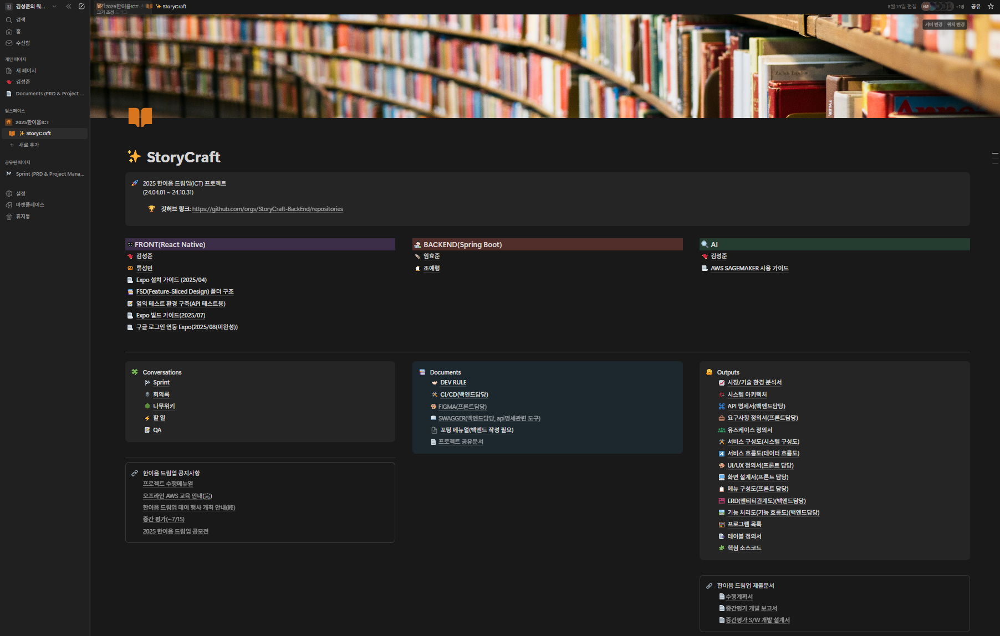 김 김성준의 워...
검색
홈
수신함
개인 페이지
새 페이지
김성준
Documents (PRD & Project ...
팀스페이스
2025한이음ICT
StoryCraft
새로 추가
공유된 페이지
Sprint (PRD & Project Mana...
설정
마켓플레이스
휴지통
닫기
2025한이음ICT
StoryCraft
크기 조정 드래그
8월 19일 편집
성준
+1명
공유
커버 변경 위치 변경
StoryCraft
2025 한이음 드림업(ICT) 프로젝트
(24.04.01 ~ 24.10.31)
깃허브 링크: https://github.com/orgs/StoryCraft-BackEnd/repositories
FRONT(React Native)
김성준
류성민
Expo 설치 가이드 (2025/04)
FSD(Feature-Sliced Design) 폴더 구조
임의 테스트 환경 구축(API 테스트용)
Expo 빌드 가이드(2025/07)
구글 로그인 연동 Expo(2025/08(미완성))
BACKEND(Spring Boot)
임효준
조예령
AI
김성준
AWS SAGEMAKER 사용 가이드
Conversations
Sprint
회의록
나무위키
할 일
QA
한이음 드림업 공지사항
프로젝트 수행메뉴얼
오프라인 AWS 교육 안내(完)
한이음 드림업 데이 행사 개최 안내(終)
중간 평가(~7/15)
2025 한이음 드림업 공모전
Documents
DEV RULE
CI/CD(백엔드담당)
FIGMA(프론트담당)
SWAGGER(백엔드담당, api명세관련 도구)
포팅 메뉴얼(백엔드 작성 필요)
프로젝트 공유문서
Outputs
시장/기술 환경 분석서
시스템 아키텍처
API 명세서(백엔드담당)
요구사항 정의서(프론트담당)
유즈케이스 정의서
서비스 구성도(시스템 구성도)
서비스 흐름도(데이터 흐름도)
UI/UX 정의서(프론트 담당)
화면 설계서(프론트 담당)
메뉴 구성도(프론트 담당)
ERD(엔티티관계도)(백엔드담당)
기능 처리도(기능 흐름도)(백엔드담당)
프로그램 목록
테이블 정의서
핵심 소스코드
한이음 드림업 제출문서
수행계획서
중간평가 개발 보고서
중간평가 S/W 개발 설계서